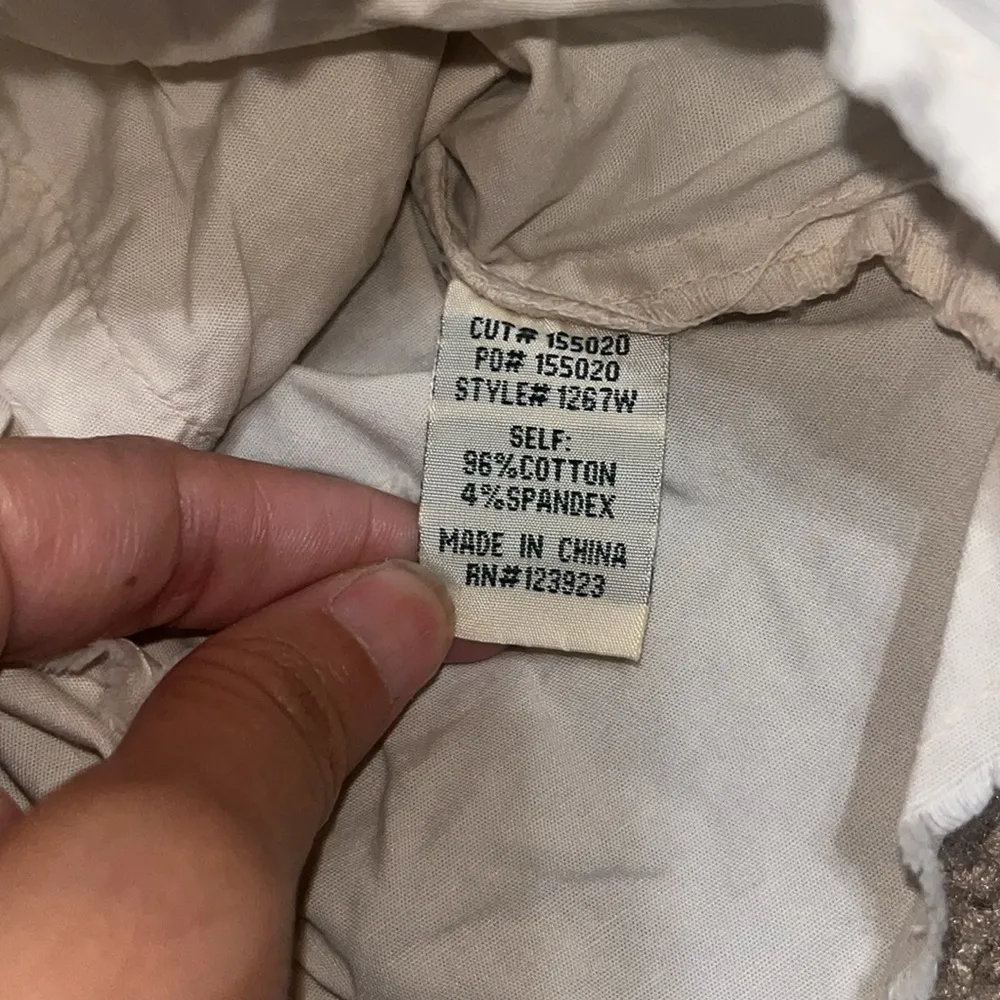 CUT# 155020
PO# 155020
STYLE# 1267W
SELF:
96%COTTON
4%SPANDEX
MADE IN CHINA
RN#123923